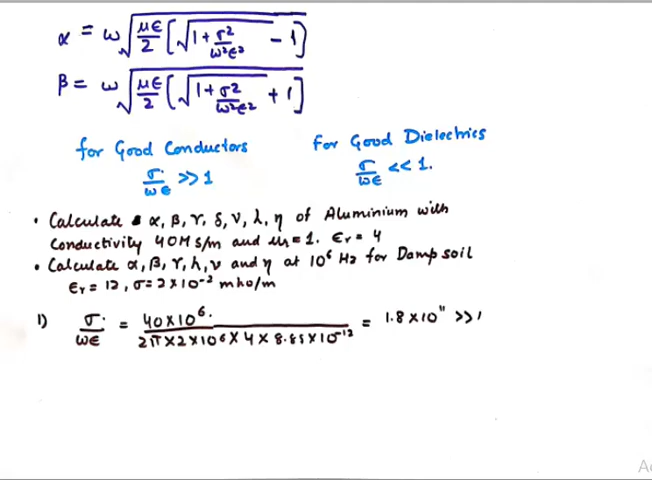 α = ω√(με/2 [√(1+σ²/ω²ε²) - 1])
β = ω√(με/2 [√(1+σ²/ω²ε²) + 1])
for Good Conductors
σ/ωε >> 1
For Good Dielectrics
σ/ωε << 1.
• Calculate α, β, γ, δ, ν, λ, η of Aluminium with
Conductivity 40M S/m and μr = 1. εr = 4
• Calculate α, β, γ, λ, ν and η at 10⁶ Hz for Damp soil
εr = 12, σ = 2×10⁻² mho/m
1) σ/ωε = 40×10⁶./2π×2×10⁶×4×8.85×10⁻¹² = 1.8×10¹¹ >>1